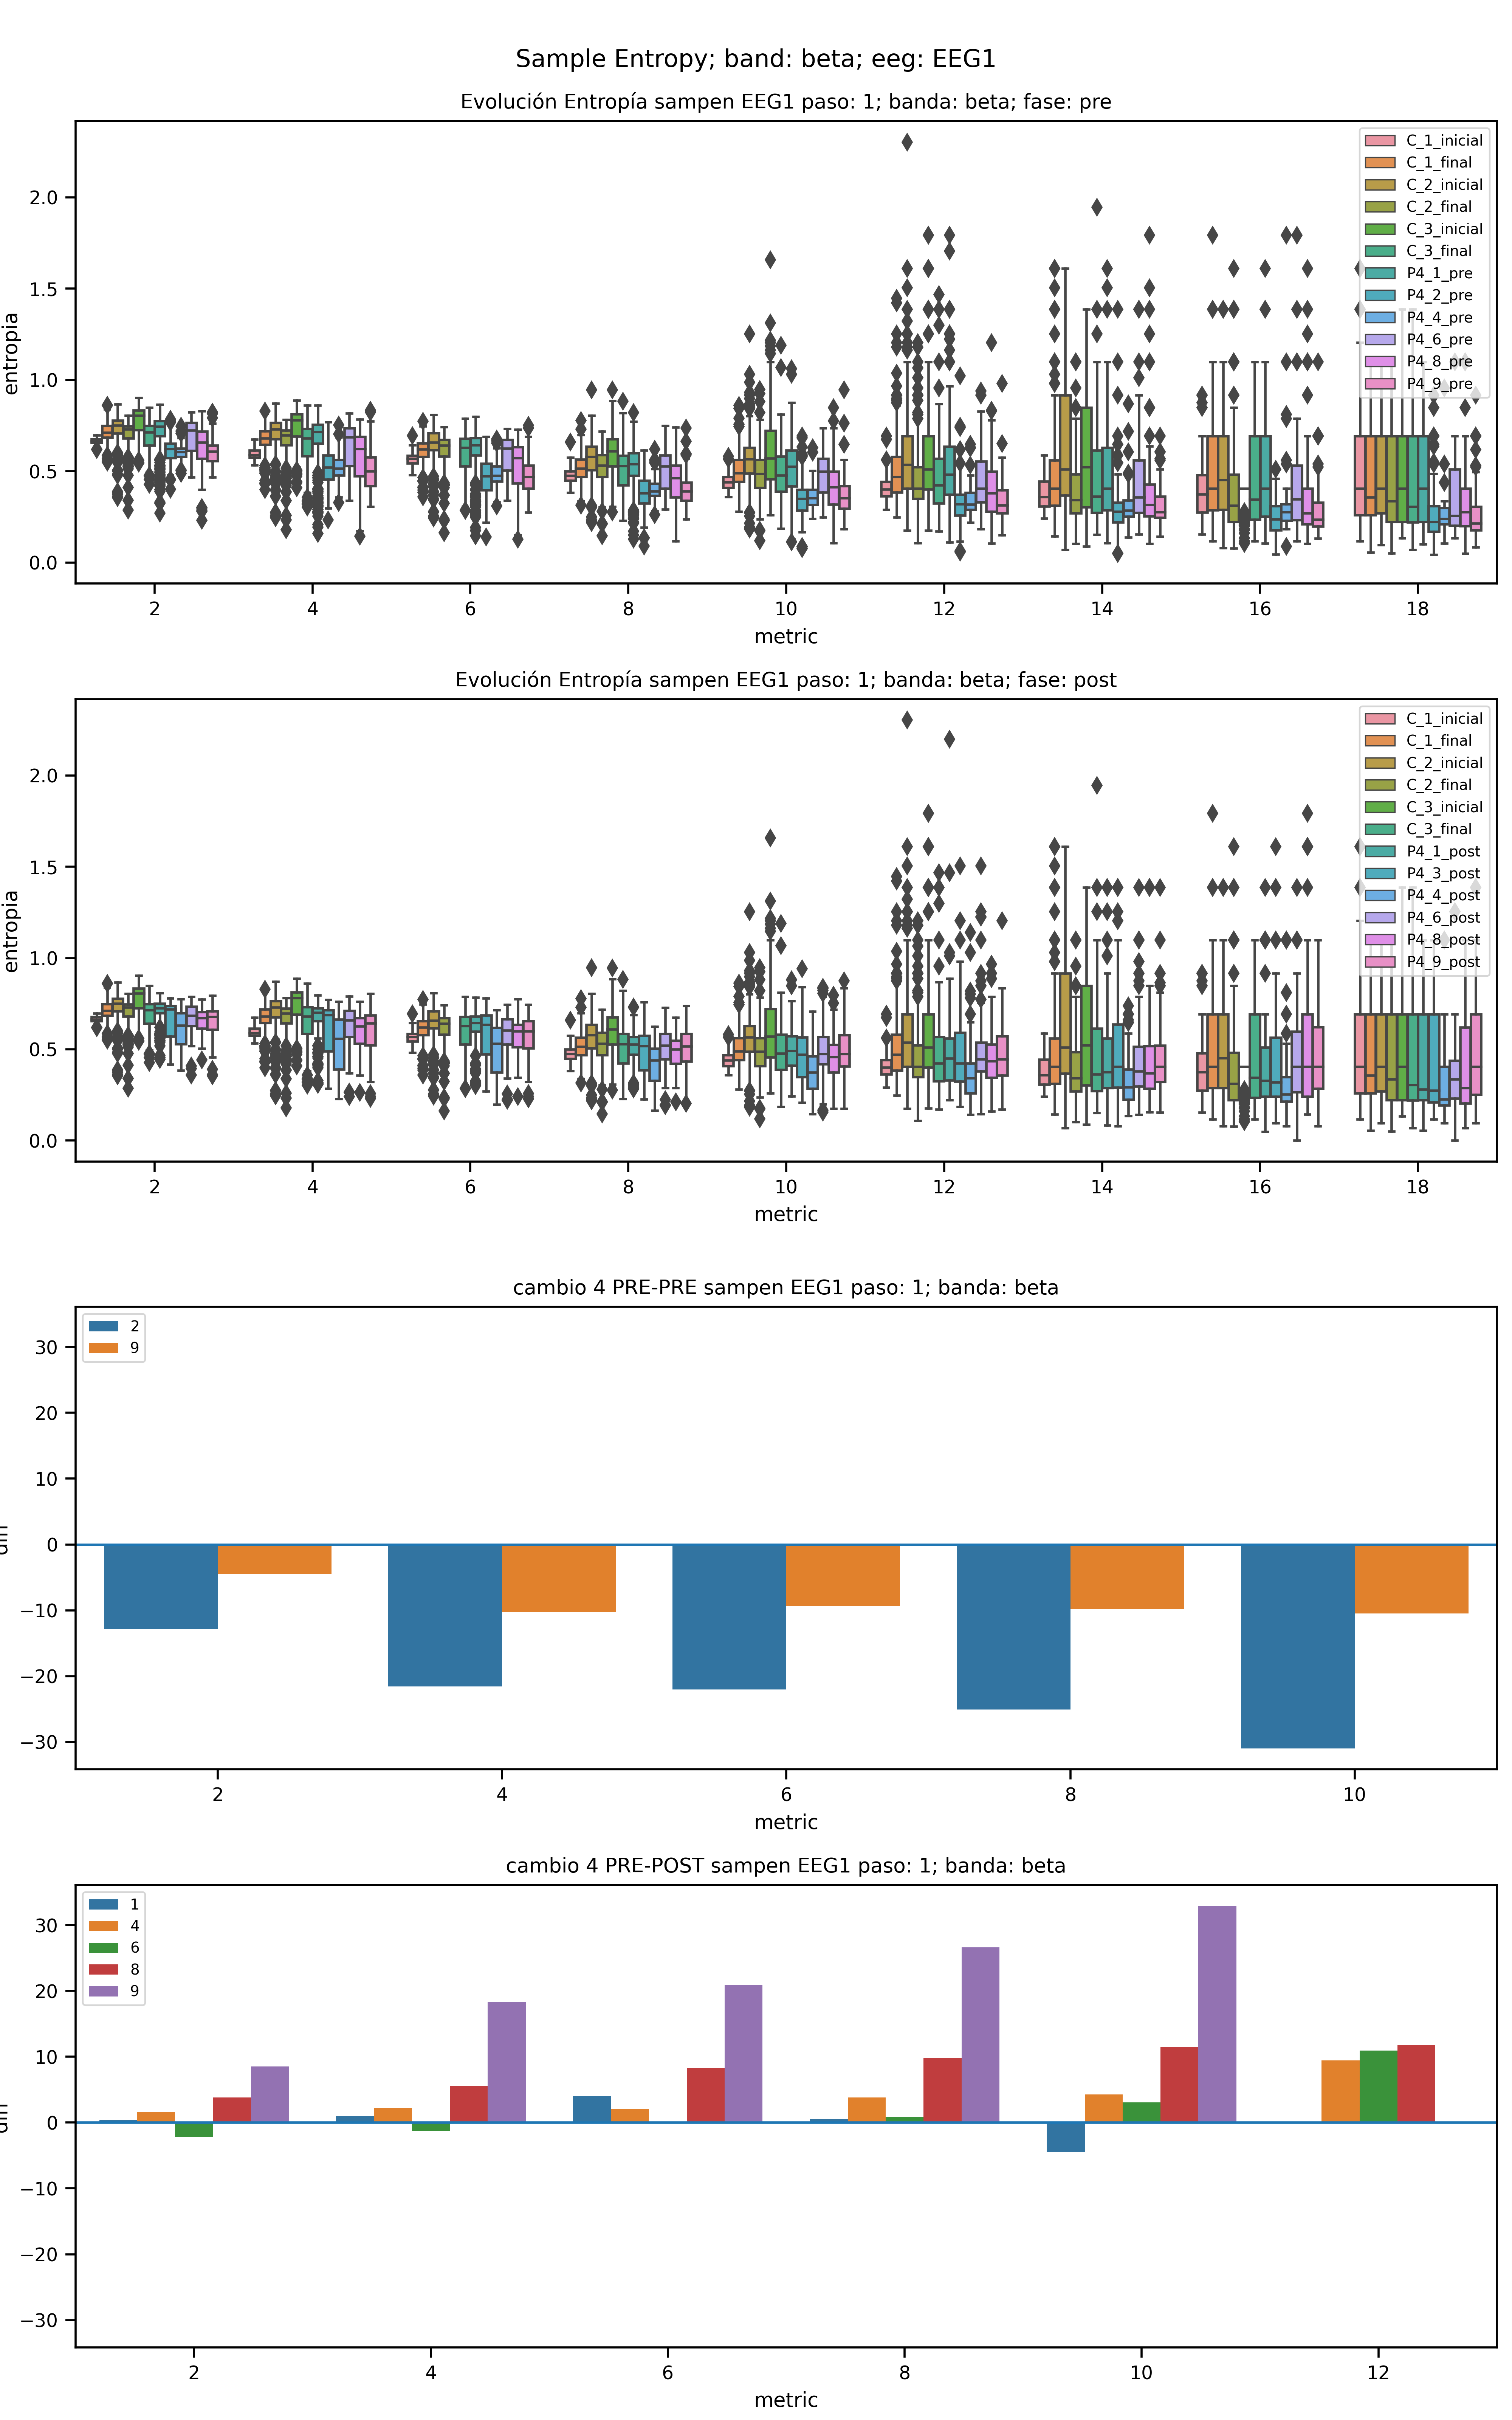 Sample Entropy; band: beta; eeg: EEG1
Evolución Entropía sampen EEG1 paso: 1; banda: beta; fase: pre
entropia
2.0
1.5
1.0
0.5
0.0
C_1_inicial
C_1_final
C_2_inicial
C_2_final
C_3_inicial
C_3_final
P4_1_pre
P4_2_pre
P4_4_pre
P4_6_pre
P4_8_pre
P4_9_pre
2 4 6 8 10 12 14 16 18
metric
Evolución Entropía sampen EEG1 paso: 1; banda: beta; fase: post
entropia
2.0
1.5
1.0
0.5
0.0
C_1_inicial
C_1_final
C_2_inicial
C_2_final
C_3_inicial
C_3_final
P4_1_post
P4_3_post
P4_4_post
P4_6_post
P4_8_post
P4_9_post
2 4 6 8 10 12 14 16 18
metric
cambio 4 PRE-PRE sampen EEG1 paso: 1; banda: beta
2
9
30
20
10
0
−10
−20
−30
2 4 6 8 10
metric
cambio 4 PRE-POST sampen EEG1 paso: 1; banda: beta
1
4
6
8
9
30
20
10
0
−10
−20
−30
2 4 6 8 10 12
metric